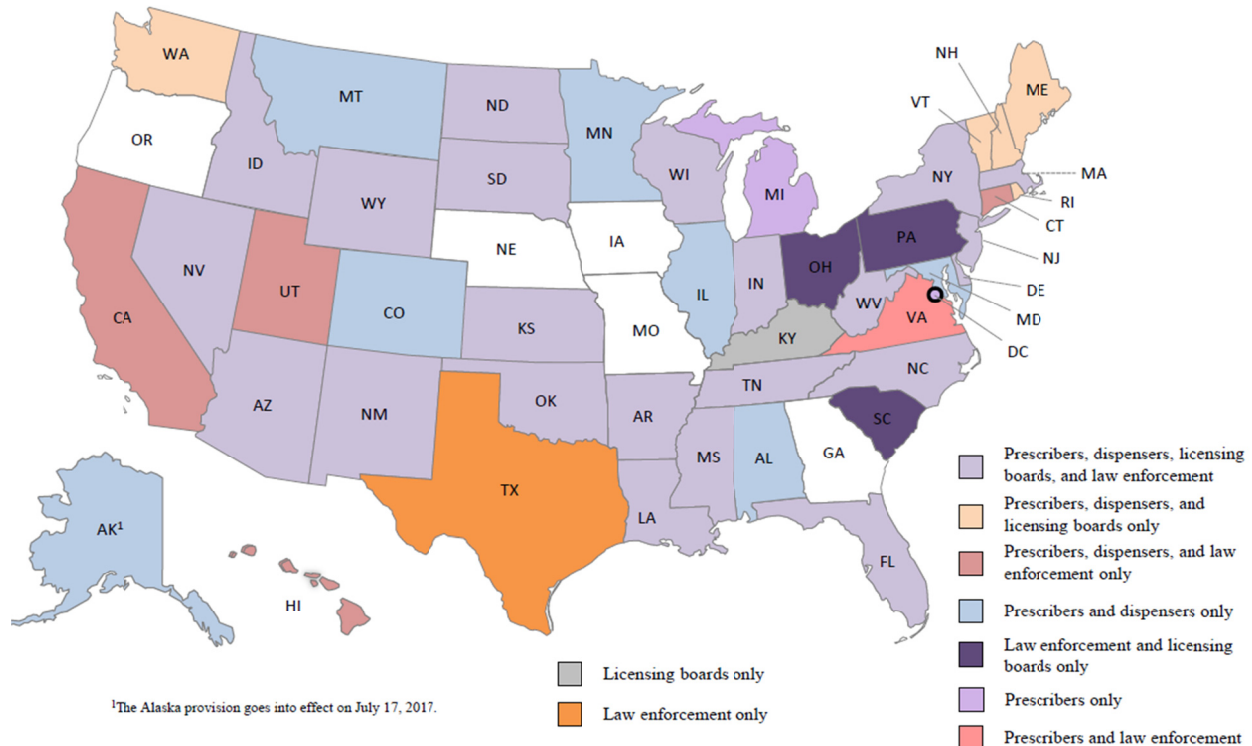 WA
NH
ME
VT
MT
ND
MN
OR
ID
SD
WI
NY
MA
MI
WY
RI
CT
IA
PA
NE
OH
NJ
NV
IL
IN
UT
DE
WV
CA
CO
VA
MD
KS
MO
KY
DC
NC
TN
OK
AZ
NM
AR
SC
MS
AL
GA
TX
LA
AK¹
FL
HI
Prescribers, dispensers, licensing
boards, and law enforcement
Prescribers, dispensers, and
licensing boards only
Prescribers, dispensers, and law
enforcement only
Prescribers and dispensers only
Law enforcement and licensing
boards only
Prescribers only
Prescribers and law enforcement
Licensing boards only
Law enforcement only
¹The Alaska provision goes into effect on July 17, 2017.